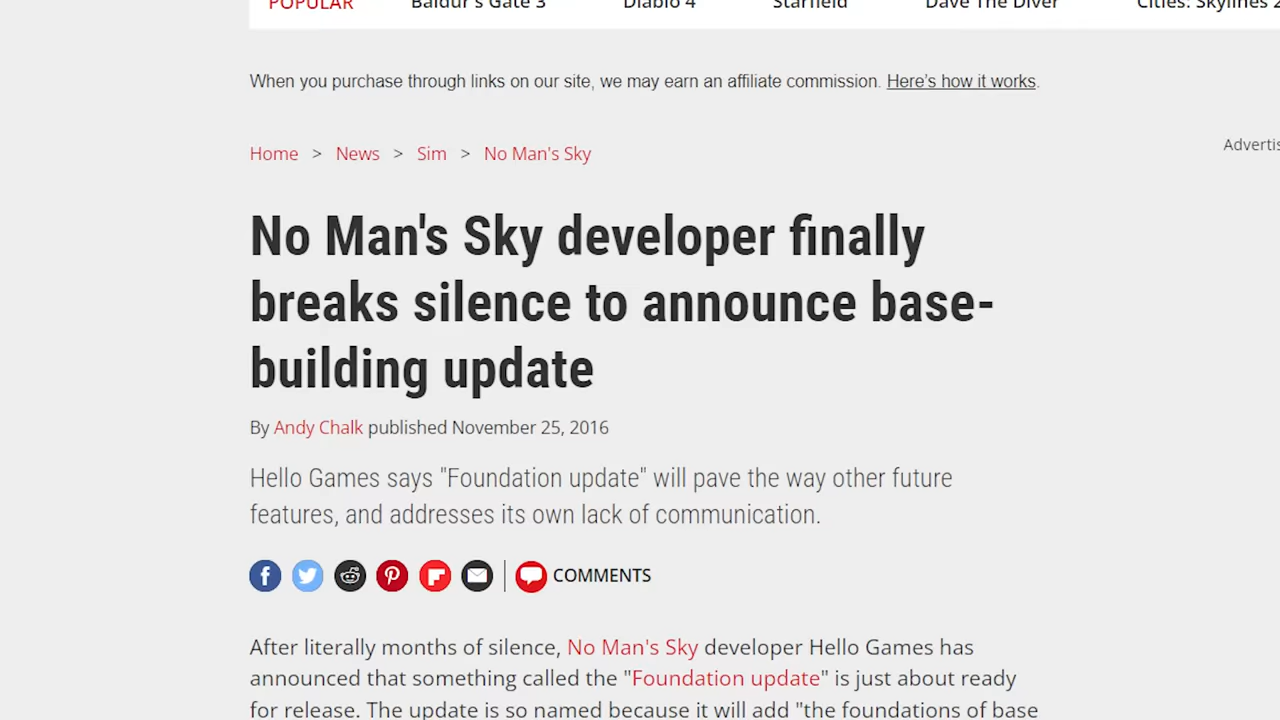 POPULAR Baldur's Gate 3 Diablo 4 Starfield Dave The Diver Cities: Skylines 2
When you purchase through links on our site, we may earn an affiliate commission. Here's how it works.
Home > News > Sim > No Man's Sky
Advertis
No Man's Sky developer finally
breaks silence to announce base-
building update
By Andy Chalk published November 25, 2016
Hello Games says "Foundation update" will pave the way other future
features, and addresses its own lack of communication.
COMMENTS
After literally months of silence, No Man's Sky developer Hello Games has
announced that something called the "Foundation update" is just about ready
for release. The update is so named because it will add "the foundations of base